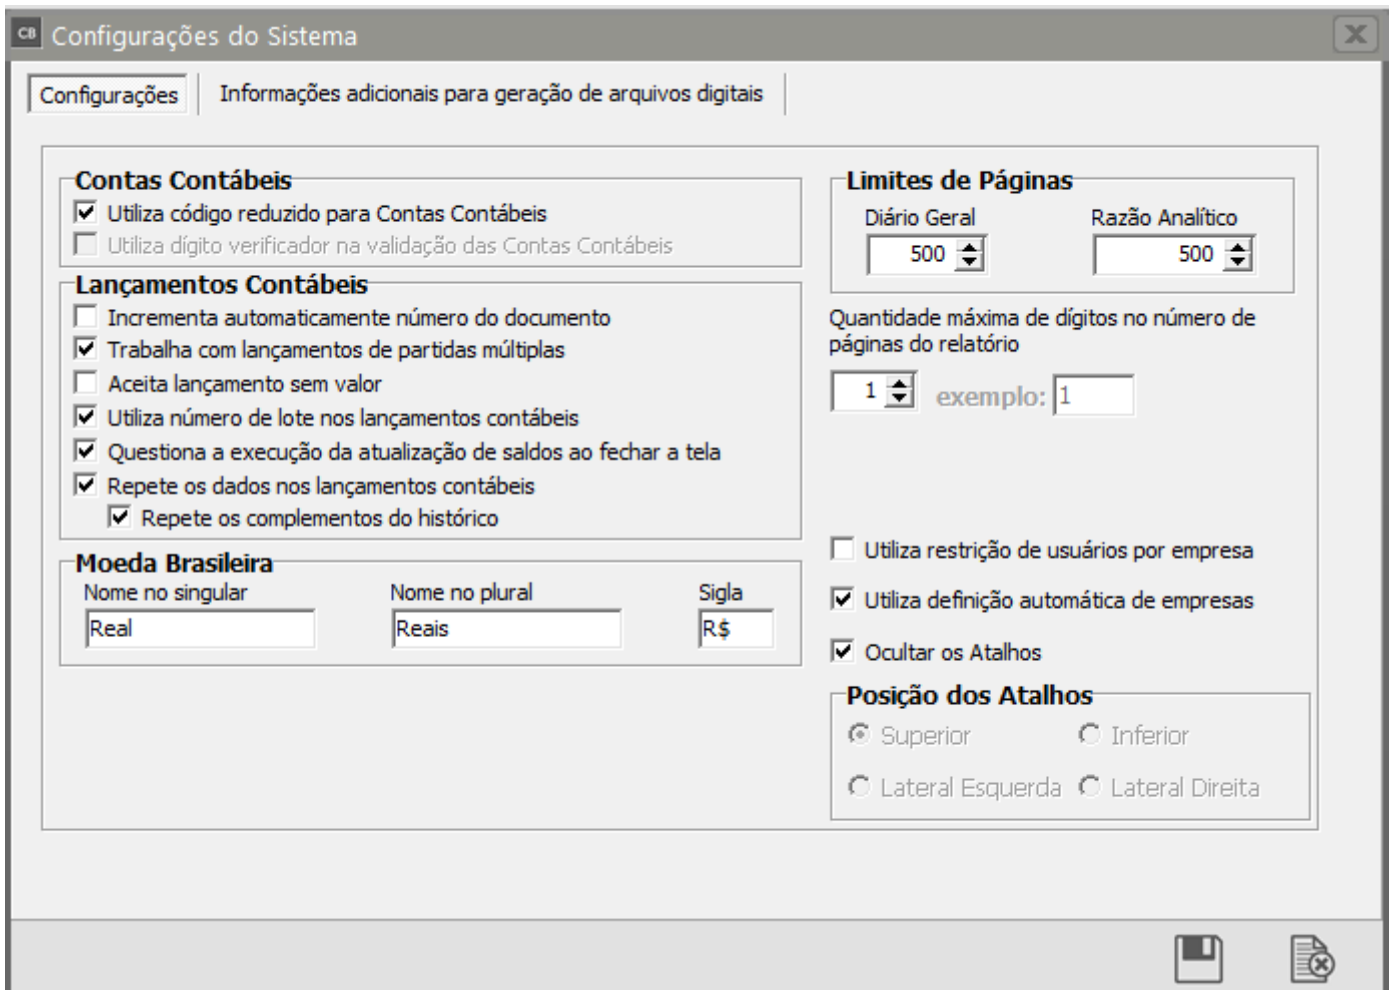 CB Configurações do Sistema
Configurações
Informações adicionais para geração de arquivos digitais
Contas Contábeis
Utiliza código reduzido para Contas Contábeis
Utiliza dígito verificador na validação das Contas Contábeis
Lançamentos Contábeis
Incrementa automaticamente número do documento
Trabalha com lançamentos de partidas múltiplas
Aceita lançamento sem valor
Utiliza número de lote nos lançamentos contábeis
Questiona a execução da atualização de saldos ao fechar a tela
Repete os dados nos lançamentos contábeis
Repete os complementos do histórico
Moeda Brasileira
Nome no singular Nome no plural Sigla
Real Reais R$
Limites de Páginas
Diário Geral Razão Analítico
500 500
Quantidade máxima de dígitos no número de
páginas do relatório
1 exemplo: 1
Utiliza restrição de usuários por empresa
Utiliza definição automática de empresas
Ocultar os Atalhos
Posição dos Atalhos
Superior Inferior
Lateral Esquerda Lateral Direita